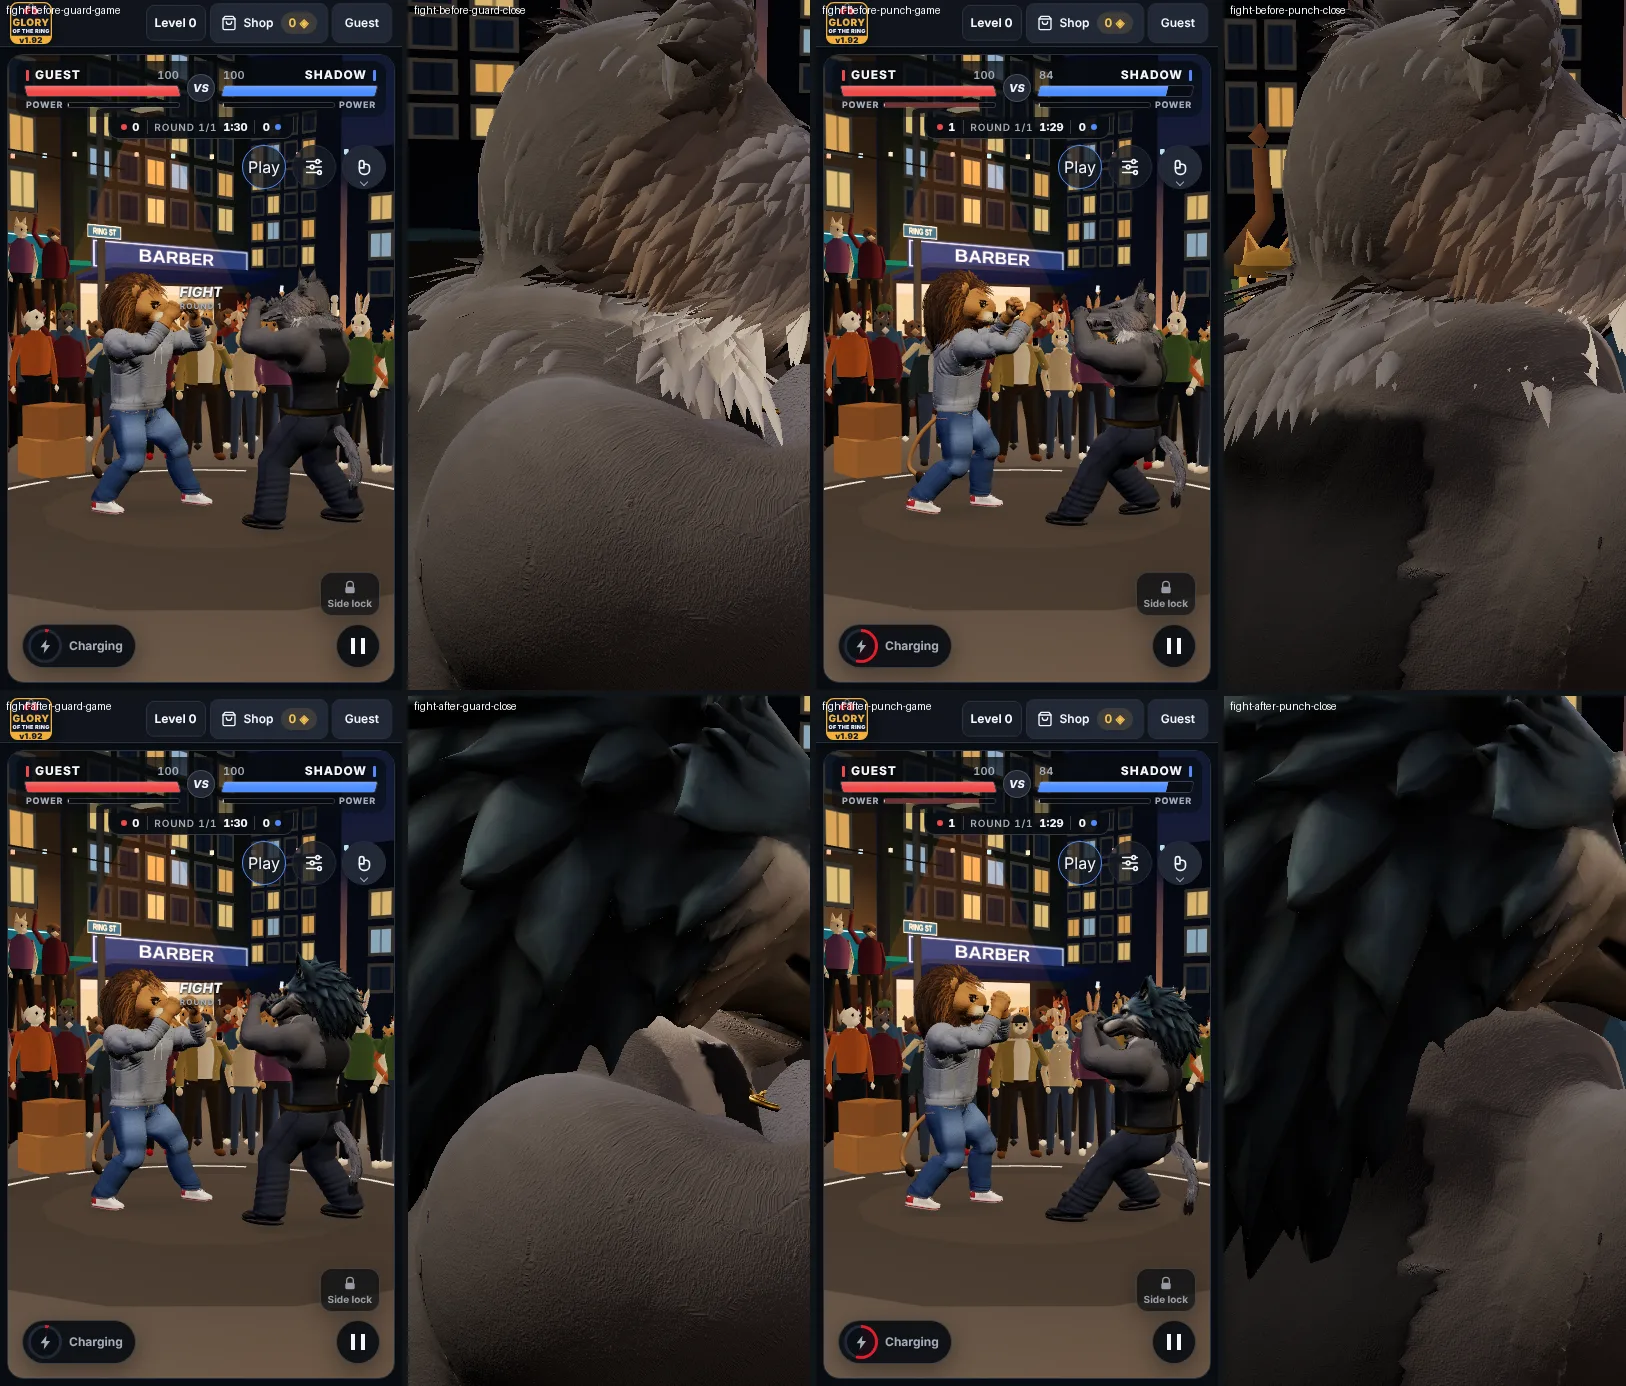 fight-before-guard-game
GLORY
OF THE RING
v1.92
Level 0
Shop
0
Guest
GUEST
100
VS
100
SHADOW
POWER
POWER
0
ROUND 1/1
1:30
0
Play
RING ST
BARBER
FIGHT
ROUND 1
Side lock
Charging
fight-before-guard-close
fight-before-punch-game
GLORY
OF THE RING
v1.92
Level 0
Shop
0
Guest
GUEST
100
VS
84
SHADOW
POWER
POWER
1
ROUND 1/1
1:29
0
Play
RING ST
BARBER
Side lock
Charging
fight-before-punch-close
fight-after-guard-game
GLORY
OF THE RING
v1.92
Level 0
Shop
0
Guest
GUEST
100
VS
100
SHADOW
POWER
POWER
0
ROUND 1/1
1:30
0
Play
RING ST
BARBER
FIGHT
ROUND 1
Side lock
Charging
fight-after-guard-close
fight-after-punch-game
GLORY
OF THE RING
v1.92
Level 0
Shop
0
Guest
GUEST
100
VS
84
SHADOW
POWER
POWER
1
ROUND 1/1
1:29
0
Play
RING ST
BARBER
Side lock
Charging
fight-after-punch-close